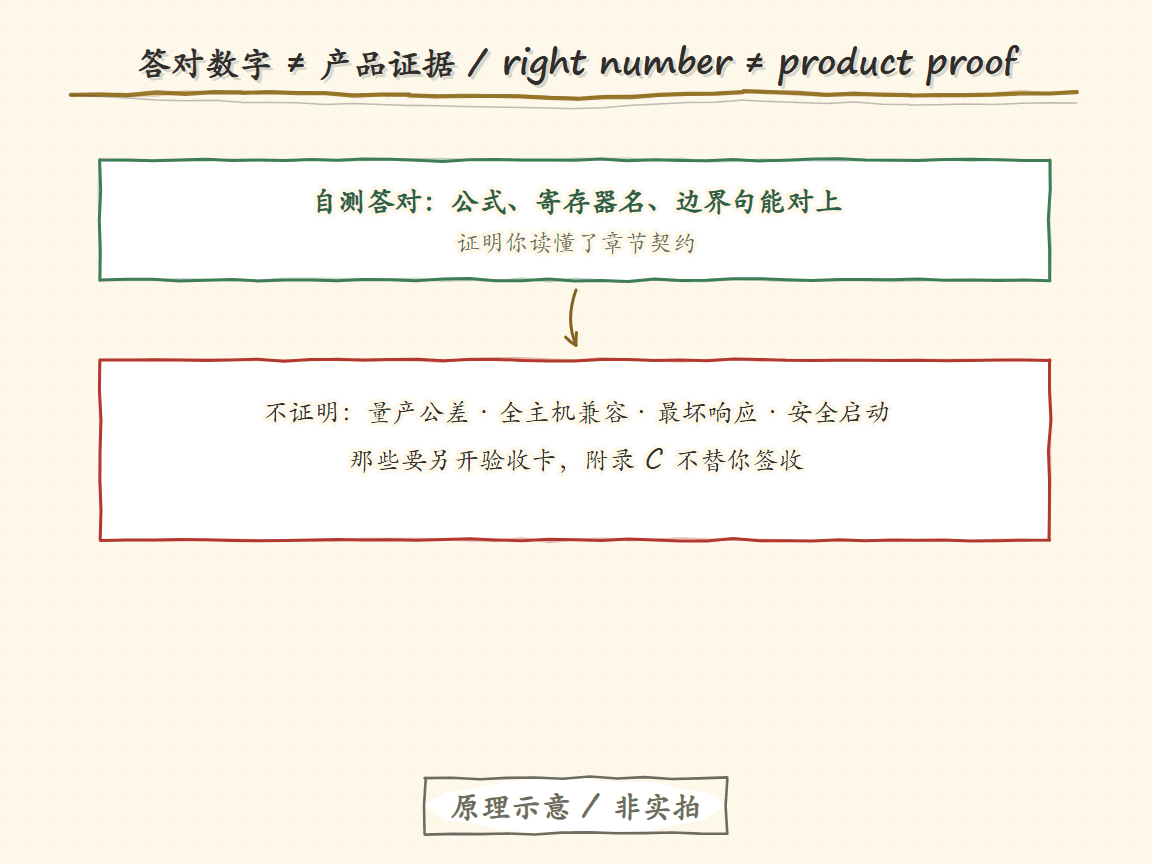 答对数字 ≠ 产品证据 / right number ≠ product proof
自测答对：公式、寄存器名、边界句能对上
证明你读懂了章节契约
不证明：量产公差 · 全主机兼容 · 最坏响应 · 安全启动
那些要另开验收卡，附录 C 不替你签收
原理示意 / 非实拍